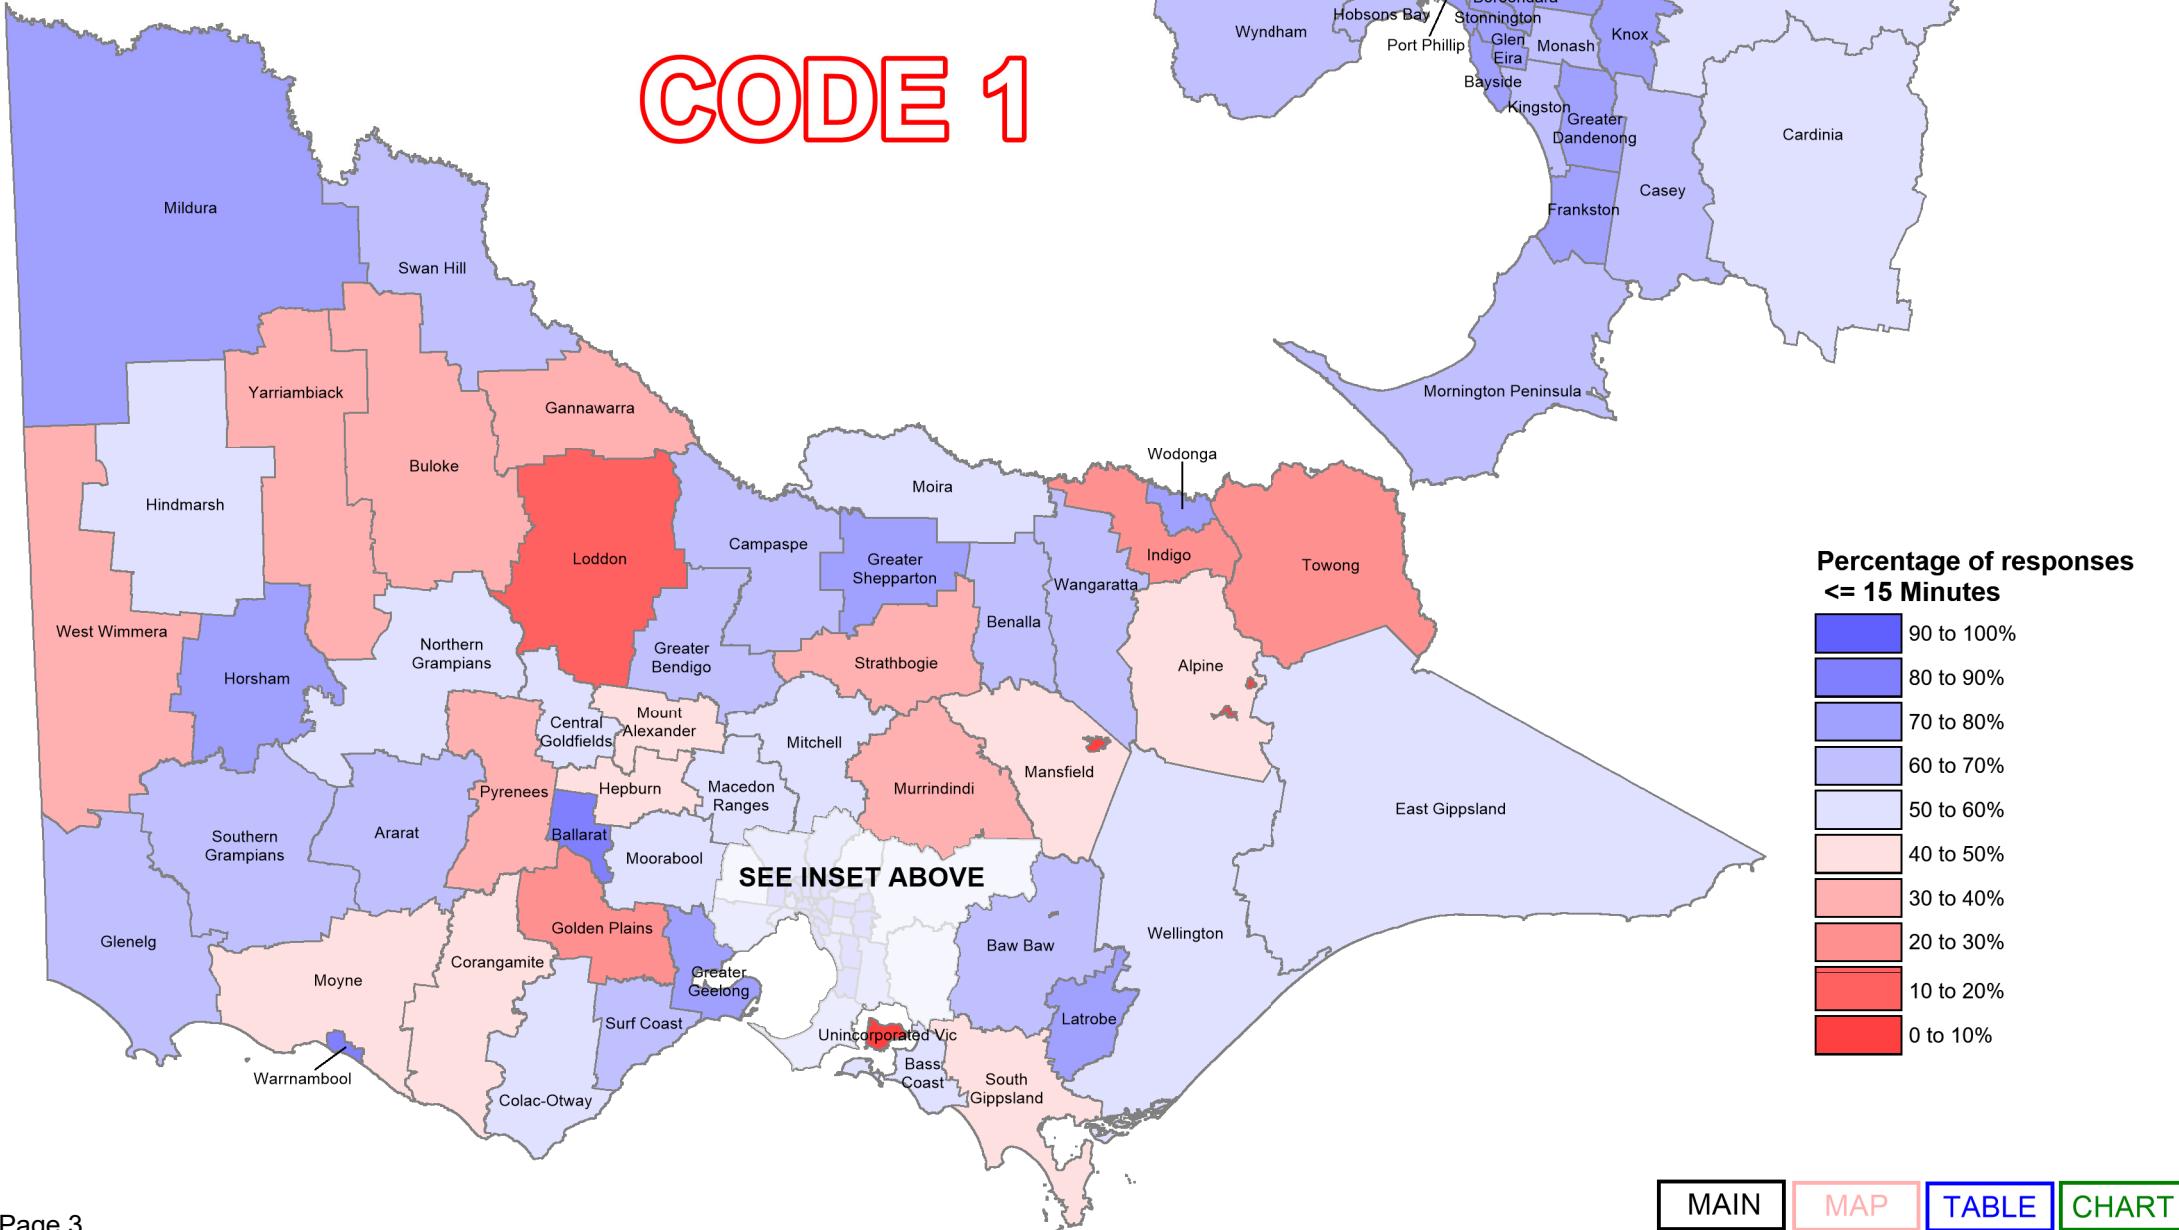 Boroondara
Hobsons Bay
Stonnington
Wyndham
Port Phillip
Glen
Eira
Monash
Knox
CODE 1
Bayside
Kingston
Greater
Dandenong
Cardinia
Casey
Mildura
Frankston
Swan Hill
Mornington Peninsula
Yarriambiack
Gannawarra
Buloke
Wodonga
Moira
Hindmarsh
Loddon
Campaspe
Greater
Shepparton
Indigo
Towong
Wangaratta
Benalla
West Wimmera
Northern
Grampians
Greater
Bendigo
Strathbogie
Alpine
Horsham
Central
Goldfields
Mount
Alexander
Mitchell
Mansfield
Pyrenees
Hepburn
Macedon
Ranges
Murrindindi
East Gippsland
Southern
Grampians
Ararat
Ballarat
Moorabool
SEE INSET ABOVE
Glenelg
Golden Plains
Baw Baw
Wellington
Moyne
Corangamite
Greater
Geelong
Surf Coast
Latrobe
Unincorporated Vic
Warrnambool
Bass
Coast
South
Gippsland
Colac-Otway
Percentage of responses
<= 15 Minutes
90 to 100%
80 to 90%
70 to 80%
60 to 70%
50 to 60%
40 to 50%
30 to 40%
20 to 30%
10 to 20%
0 to 10%
MAIN
MAP
TABLE
CHART
Page 3